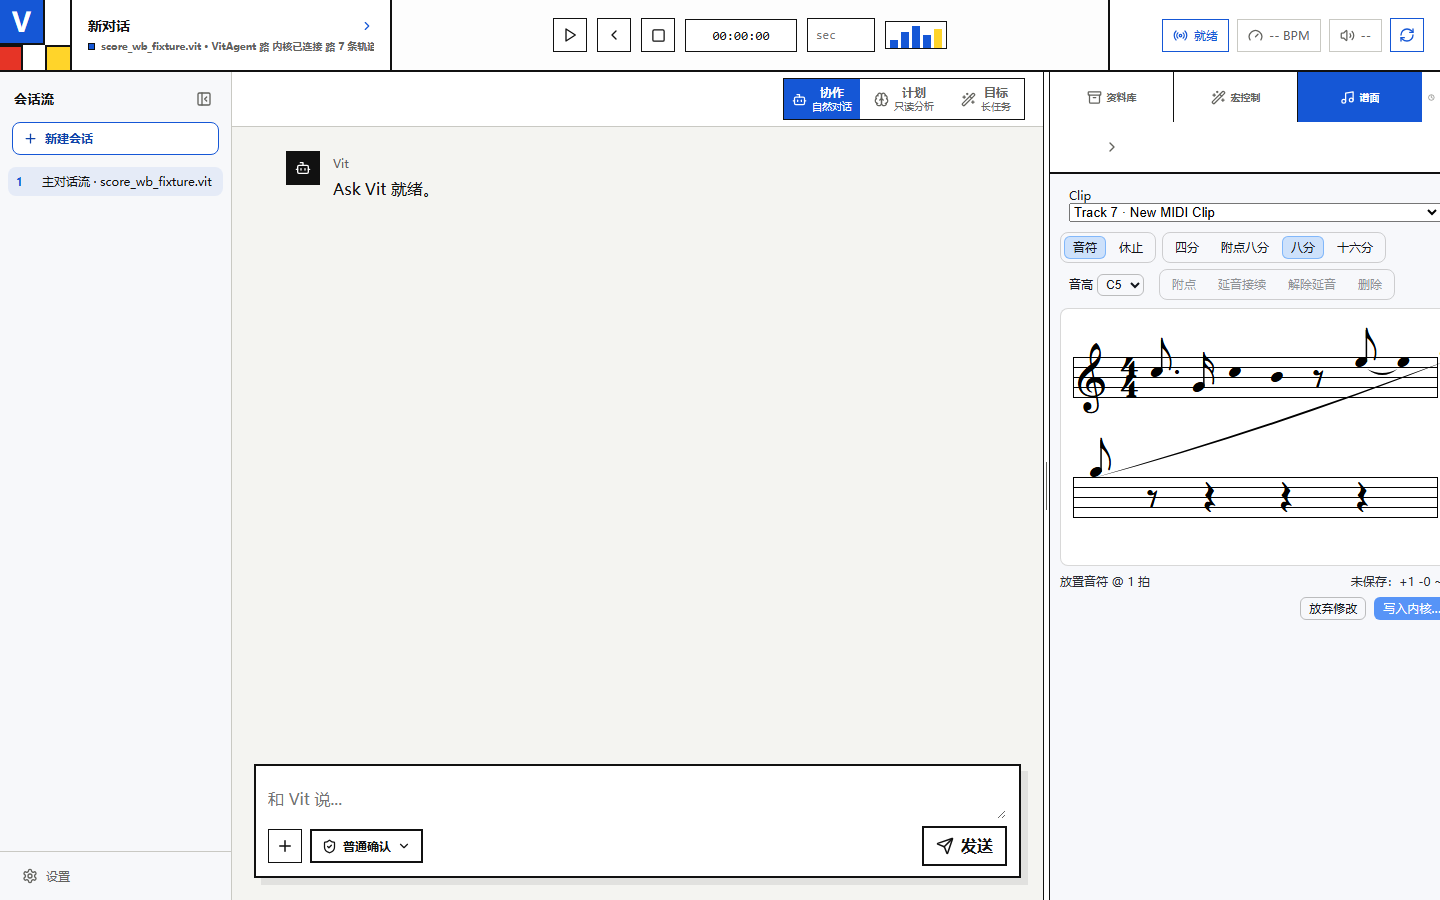 V
新对话
score_wb_fixture.vit • VitAgent 路 内核已连接 路 7 条轨
00:00:00
sec
就绪
-- BPM
--
会话流
新建会话
1 主对话流 · score_wb_fixture.vit
设置
协作
自然对话
计划
只读分析
目标
长任务
Vit
Ask Vit 就绪。
和 Vit 说...
普通确认
发送
资料库
宏控制
谱面
Clip
Track 7 · New MIDI Clip
音符 休止 四分 附点八分 八分 十六分
音高 C5 附点 延音接续 解除延音 删除
放置音符 @ 1 拍
未保存: +1 -0 ~
放弃修改
写入内核...